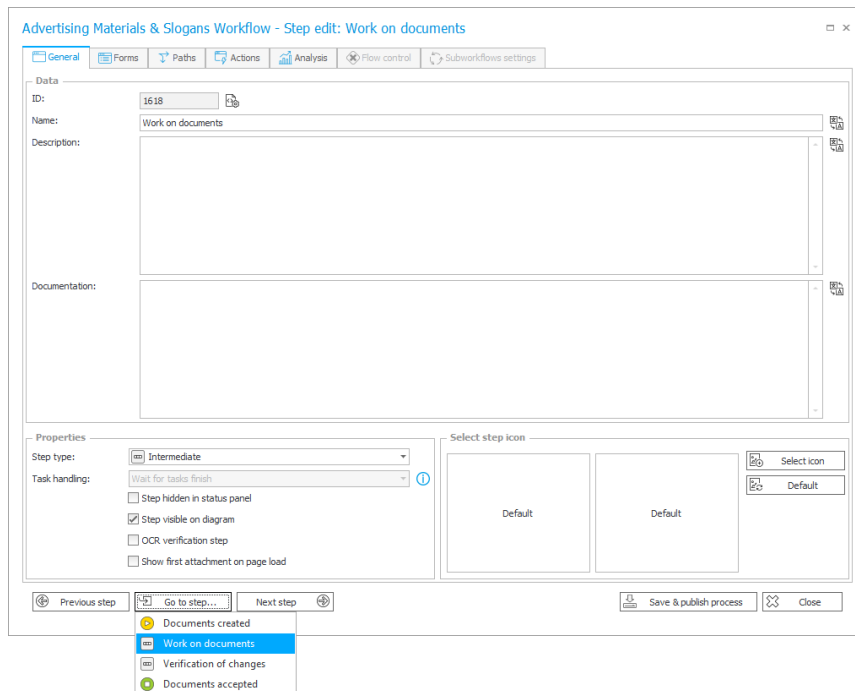 Advertising Materials & Slogans Workflow - Step edit: Work on documents
General Forms Paths Actions Analysis Flow control Subworkflows settings
Data
ID: 1618
Name: Work on documents
Description:
Documentation:
Properties
Step type: Intermediate
Task handling: Wait for tasks finish
Step hidden in status panel
Step visible on diagram
OCR verification step
Show first attachment on page load
Select step icon
Default Default
Select icon
Default
Previous step Go to step... Next step Save & publish process Close
Documents created
Work on documents
Verification of changes
Documents accepted